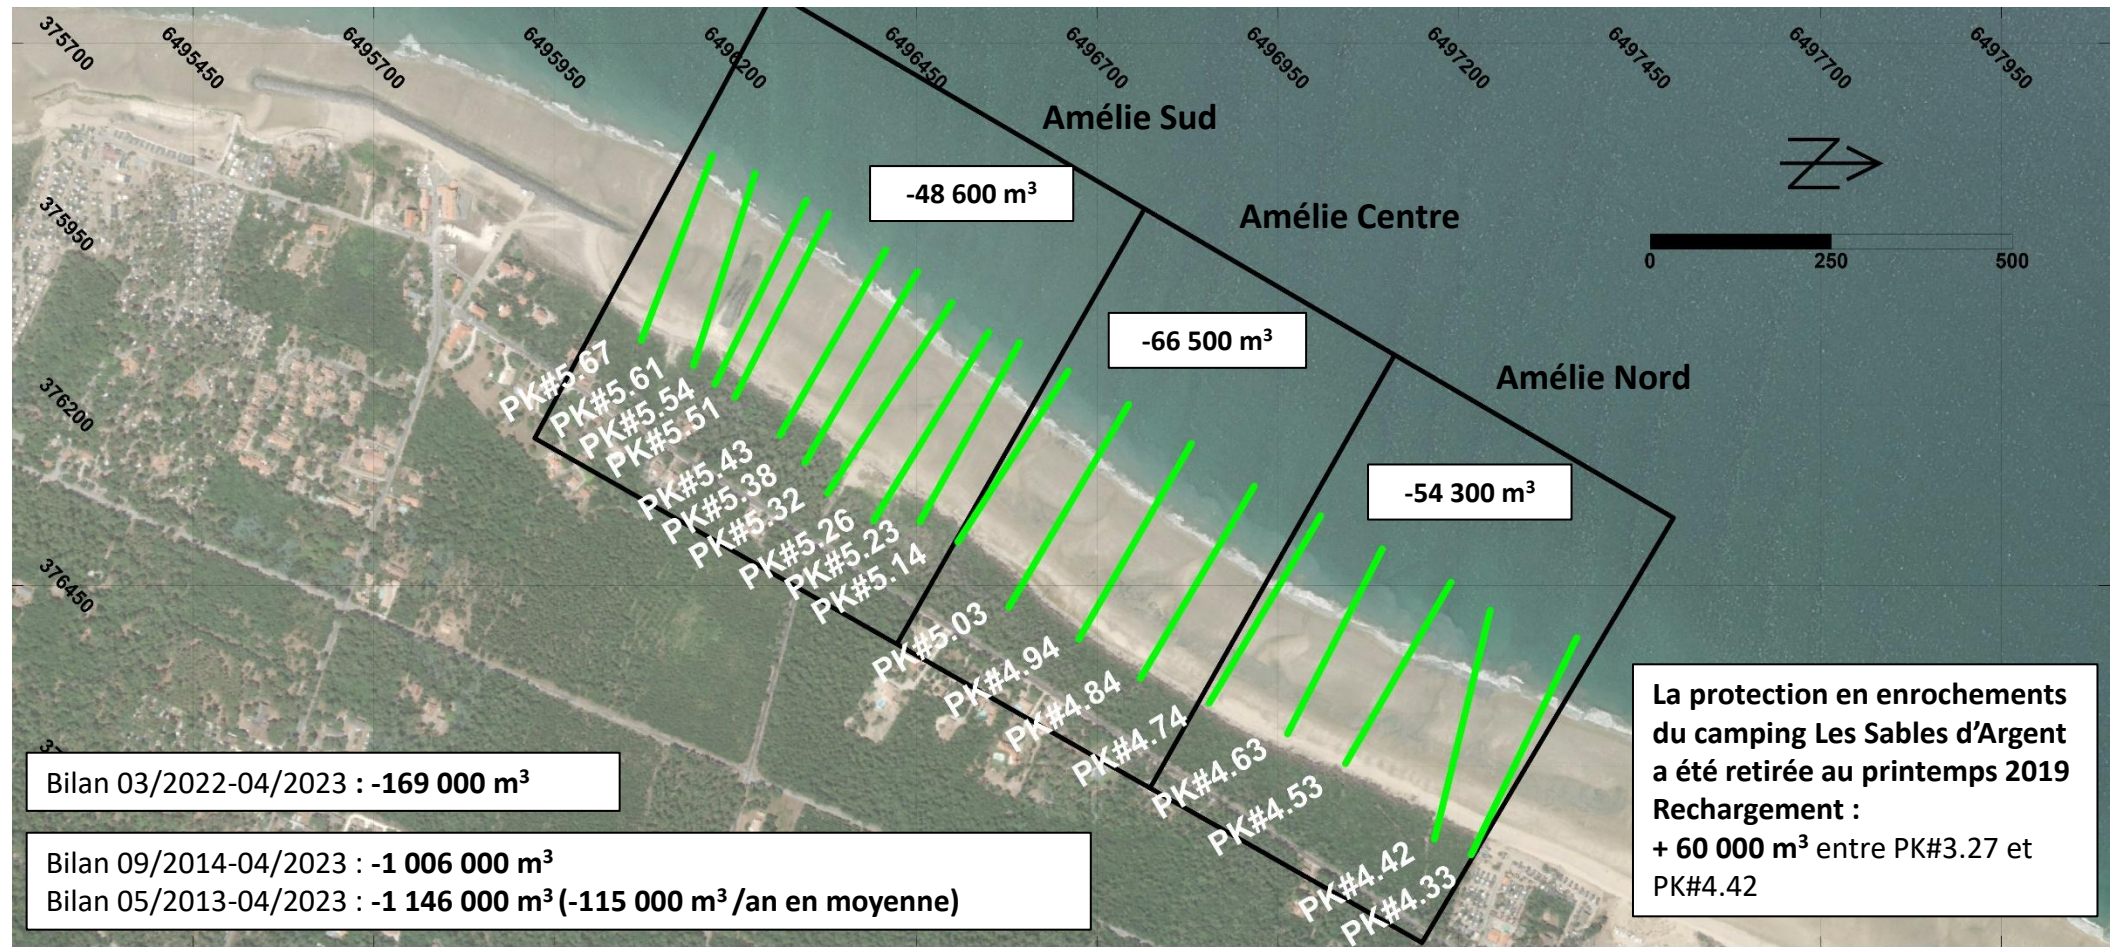 375700
6495450
6495700
6495950
6496200
6496450
6496700
6496950
6497200
6497450
6497700
6497950
Amélie Sud
-48 600 m³
Amélie Centre
-66 500 m³
Amélie Nord
-54 300 m³
N
0 250 500
375950
376200
376450
PK#5.67
PK#5.61
PK#5.54
PK#5.51
PK#5.43
PK#5.38
PK#5.32
PK#5.26
PK#5.23
PK#5.14
PK#5.03
PK#4.94
PK#4.84
PK#4.74
PK#4.63
PK#4.53
PK#4.42
PK#4.33
Bilan 03/2022-04/2023 : -169 000 m³
Bilan 09/2014-04/2023 : -1 006 000 m³
Bilan 05/2013-04/2023 : -1 146 000 m³ (-115 000 m³ /an en moyenne)
La protection en enrochements
du camping Les Sables d’Argent
a été retirée au printemps 2019
Rechargement :
+ 60 000 m³ entre PK#3.27 et
PK#4.42